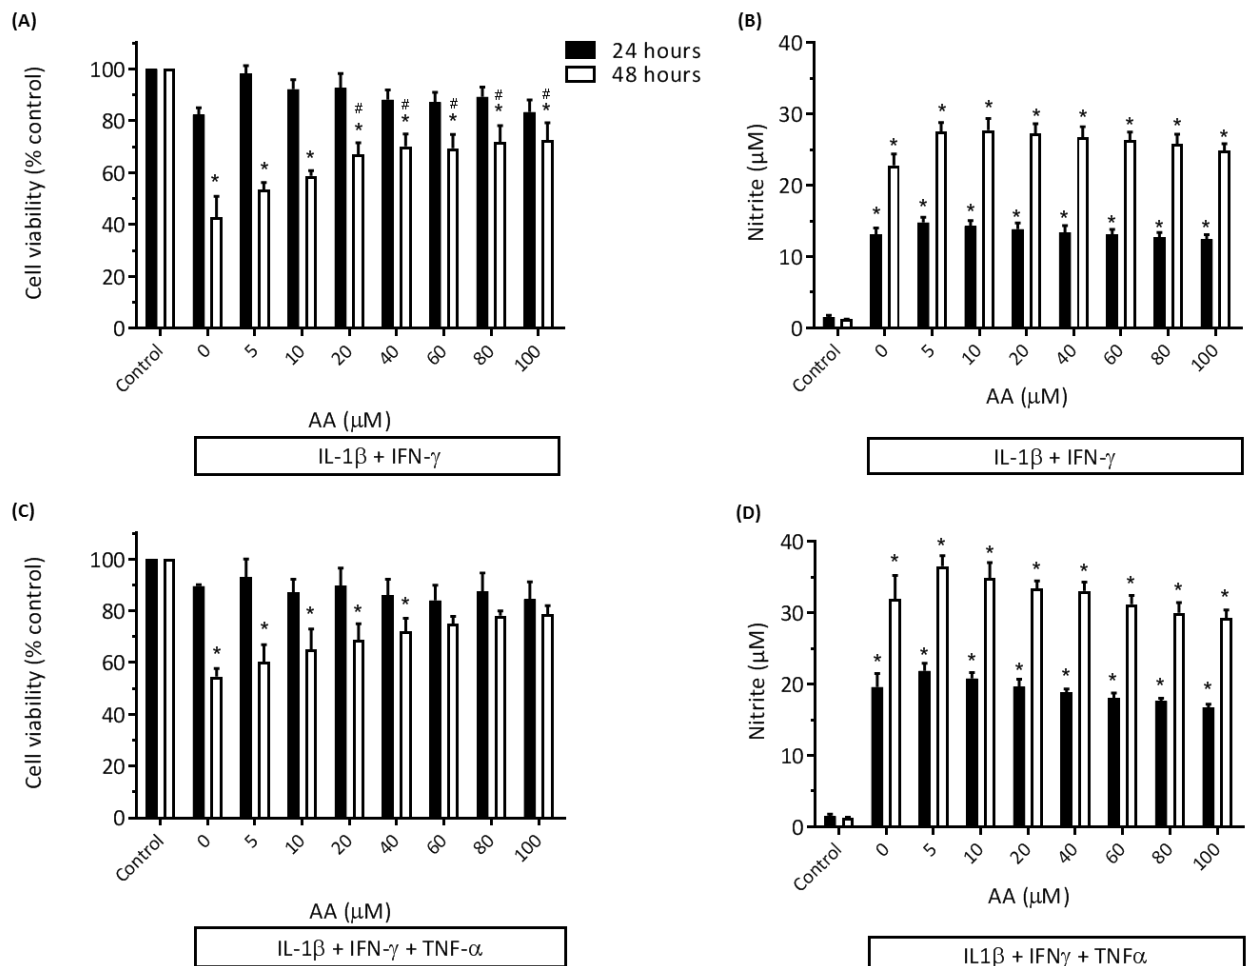 (A)
Cell viability (% control)
100
80
60
40
20
0
* * * # * # * # * # * # *
Control 0 5 10 20 40 60 80 100
AA (μM)
IL-1β + IFN-γ
24 hours
48 hours
(B)
Nitrite (μM)
40
30
20
10
0
* * * * * * * * * * * * * * * *
Control 0 5 10 20 40 60 80 100
AA (μM)
IL-1β + IFN-γ
(C)
Cell viability (% control)
100
80
60
40
20
0
* * * * *
Control 0 5 10 20 40 60 80 100
AA (μM)
IL-1β + IFN-γ + TNF-α
(D)
Nitrite (μM)
40
30
20
10
0
* * * * * * * * * * * * * * * *
Control 0 5 10 20 40 60 80 100
AA (μM)
IL1β + IFNγ + TNFα